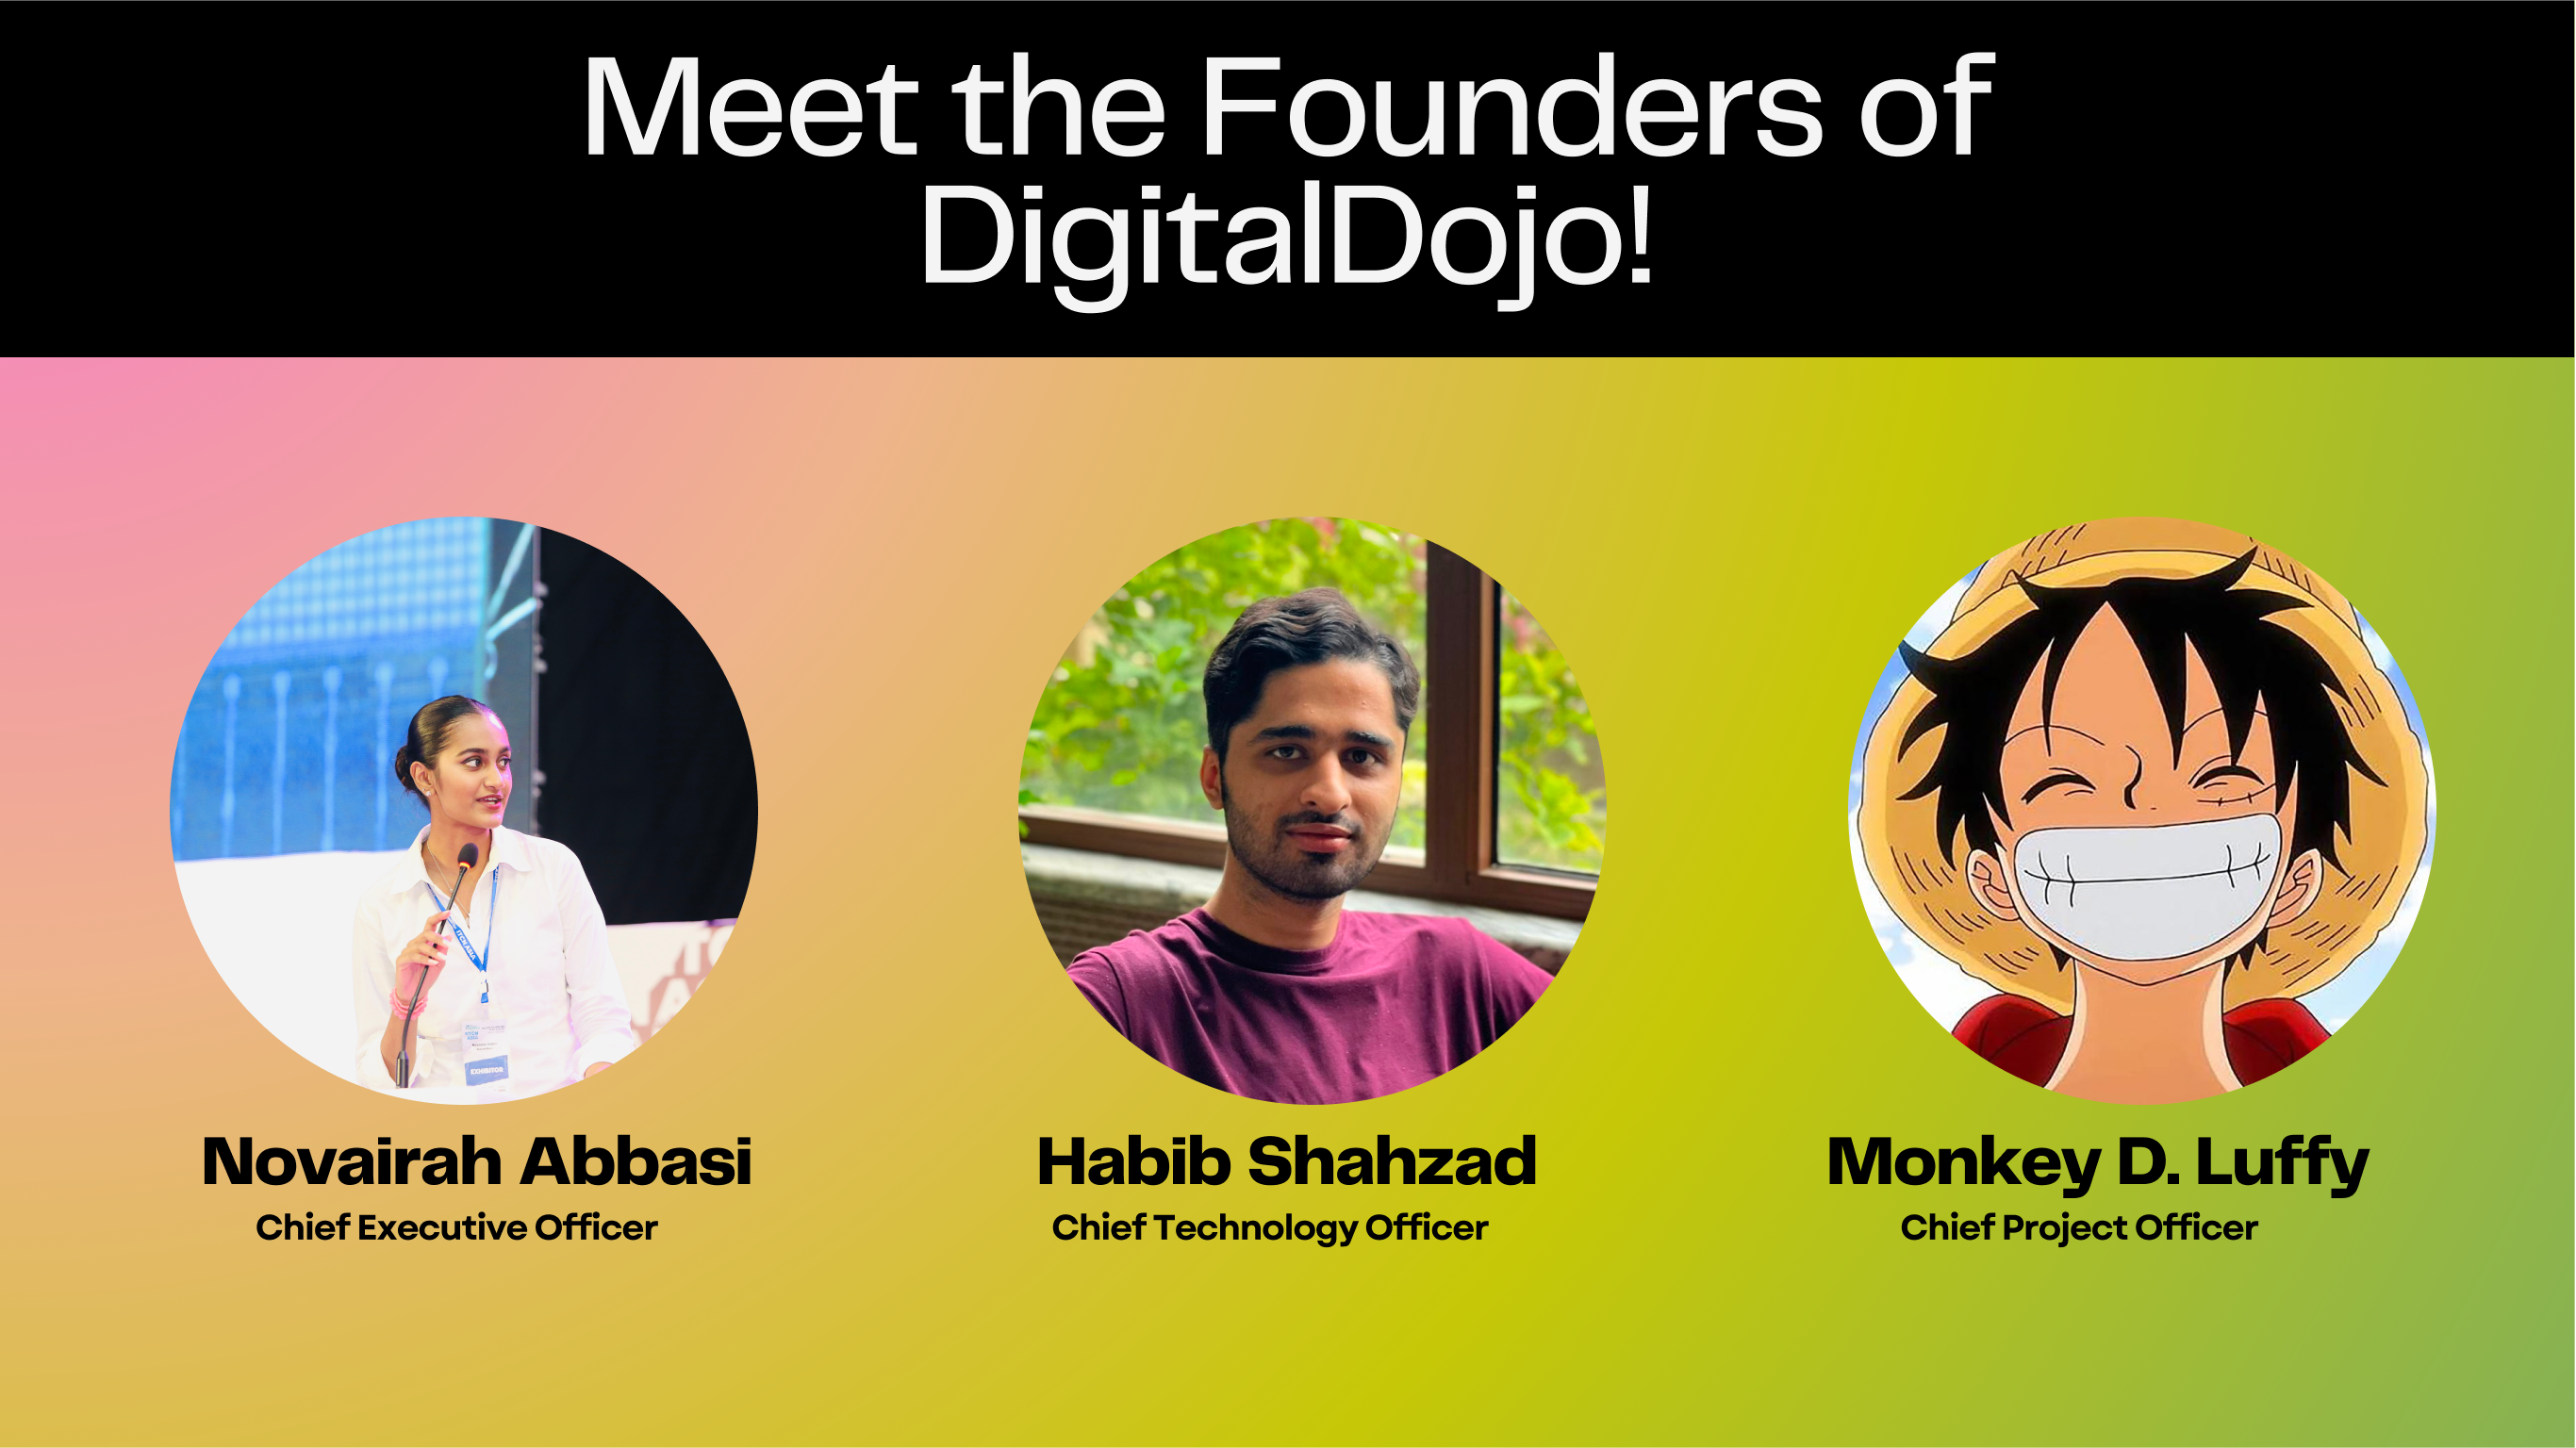 Meet the Founders of
DigitalDojo!
EXHIBITOR
Novairah Abbasi
Habib Shahzad
Monkey D. Luffy
Chief Executive Officer
Chief Technology Officer
Chief Project Officer